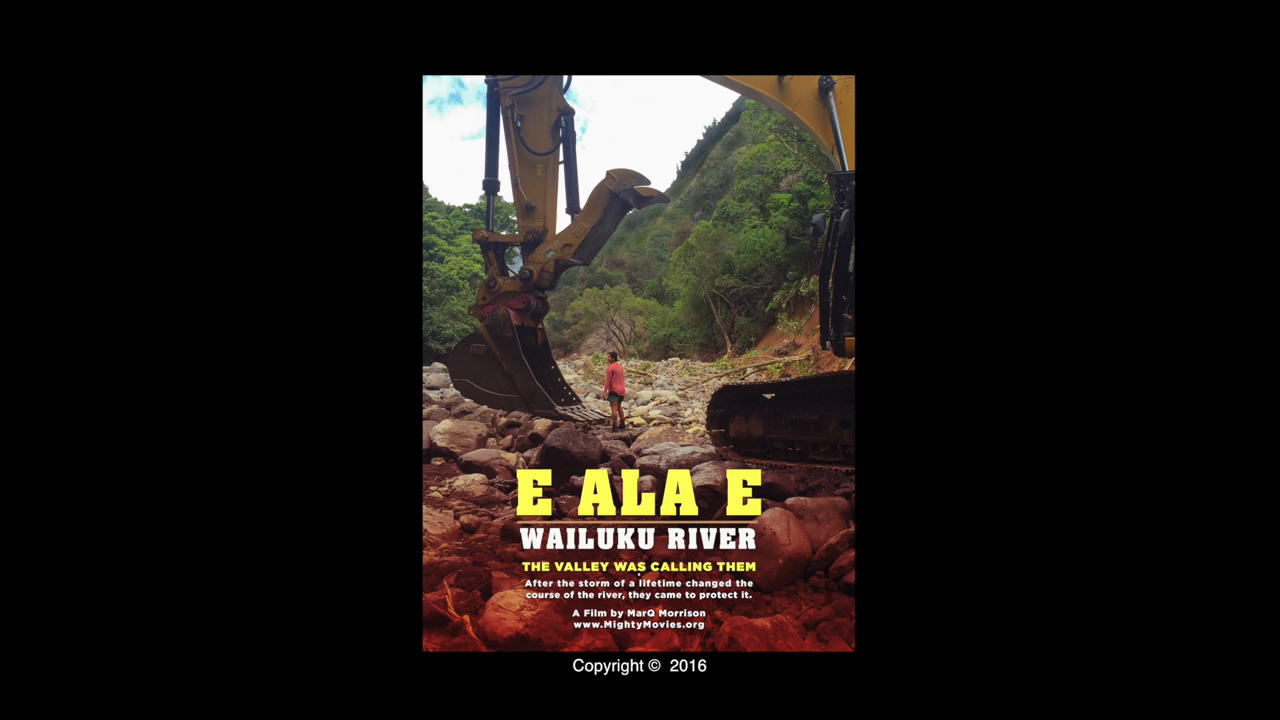 E ALA E
WAILUKU RIVER
THE VALLEY WAS CALLING THEM
After the storm of a lifetime changed the
course of the river, they came to protect it.
A Film by MarQ Morrison
www.MightyMovies.org
Copyright © 2016